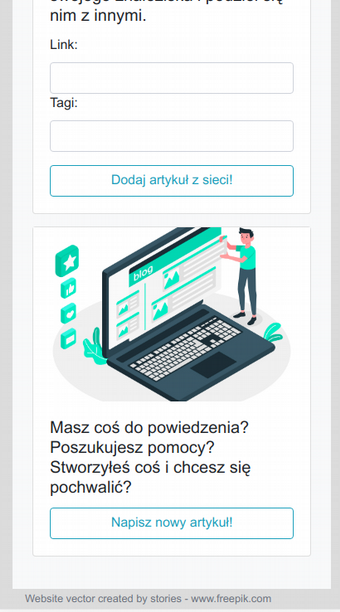 nim z innymi.
Link:
Tagi:
Dodaj artykuł z sieci!
blog
Masz coś do powiedzenia?
Poszukujesz pomocy?
Stworzyłeś coś i chcesz się
pochwalić?
Napisz nowy artykuł!
Website vector created by stories - www.freepik.com